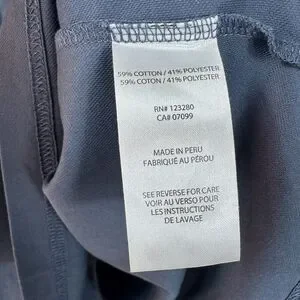 59% COTTON / 41% POLYESTER
59% COTTON / 41% POLYESTER
RN# 123280
CA# 07099
MADE IN PERU
FABRIQUÉ AU PÉROU
SEE REVERSE FOR CARE
VOIR AU VERSO POUR
LES INSTRUCTIONS
DE LAVAGE